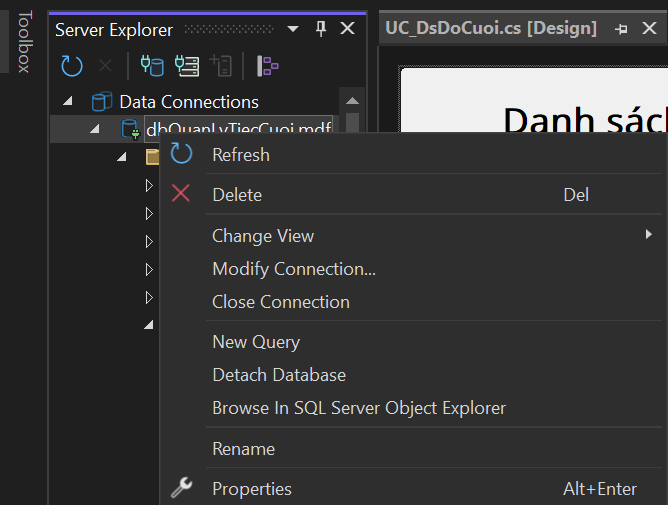 Toolbox
Server Explorer
UC_DsDoCuoi.cs [Design]
Data Connections
Danh sác
dbQuanLyTiecCuoi.mdf
Refresh
Delete Del
Change View
Modify Connection...
Close Connection
New Query
Detach Database
Browse In SQL Server Object Explorer
Rename
Properties Alt+Enter